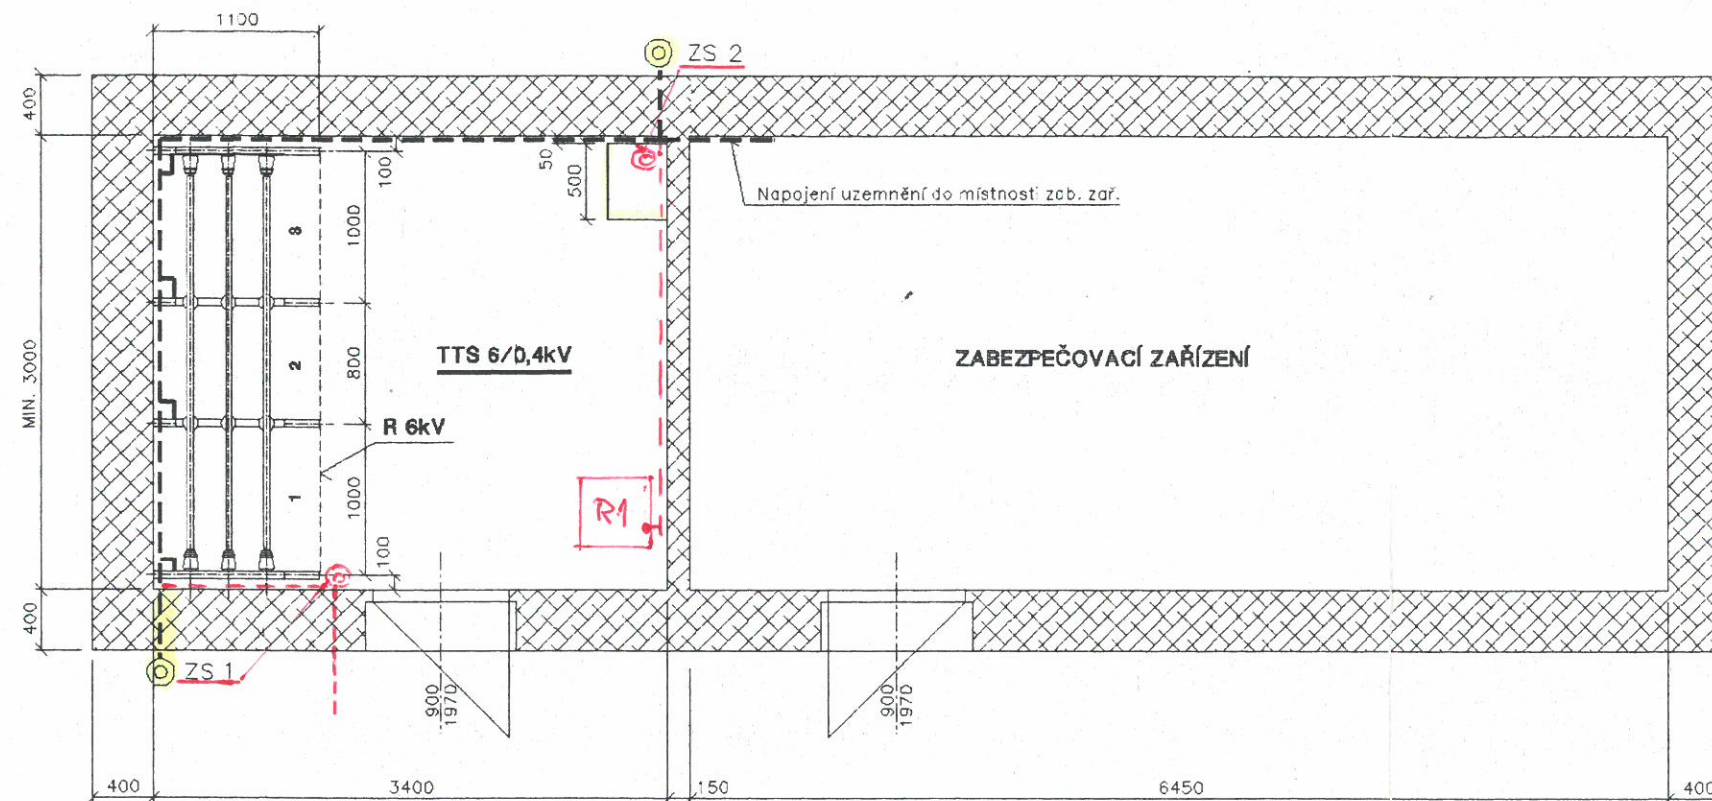 1100
ZS 2
400
100
50
500
Napojení uzemnění do místnosti zab. zař.
3
1000
MIN. 3000
2
800
TTS 6/0,4kV
ZABEZPEČOVACÍ ZAŘÍZENÍ
R 6kV
1
1000
R1
100
400
ZS 1
900
1970
900
1970
400
3400
150
6450
400